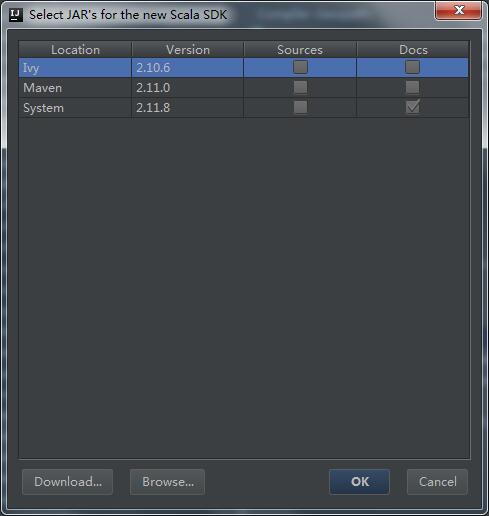 IJ Select JAR's for the new Scala SDK
Location Version Sources Docs
Ivy 2.10.6
Maven 2.11.0
System 2.11.8
Download... Browse... OK Cancel